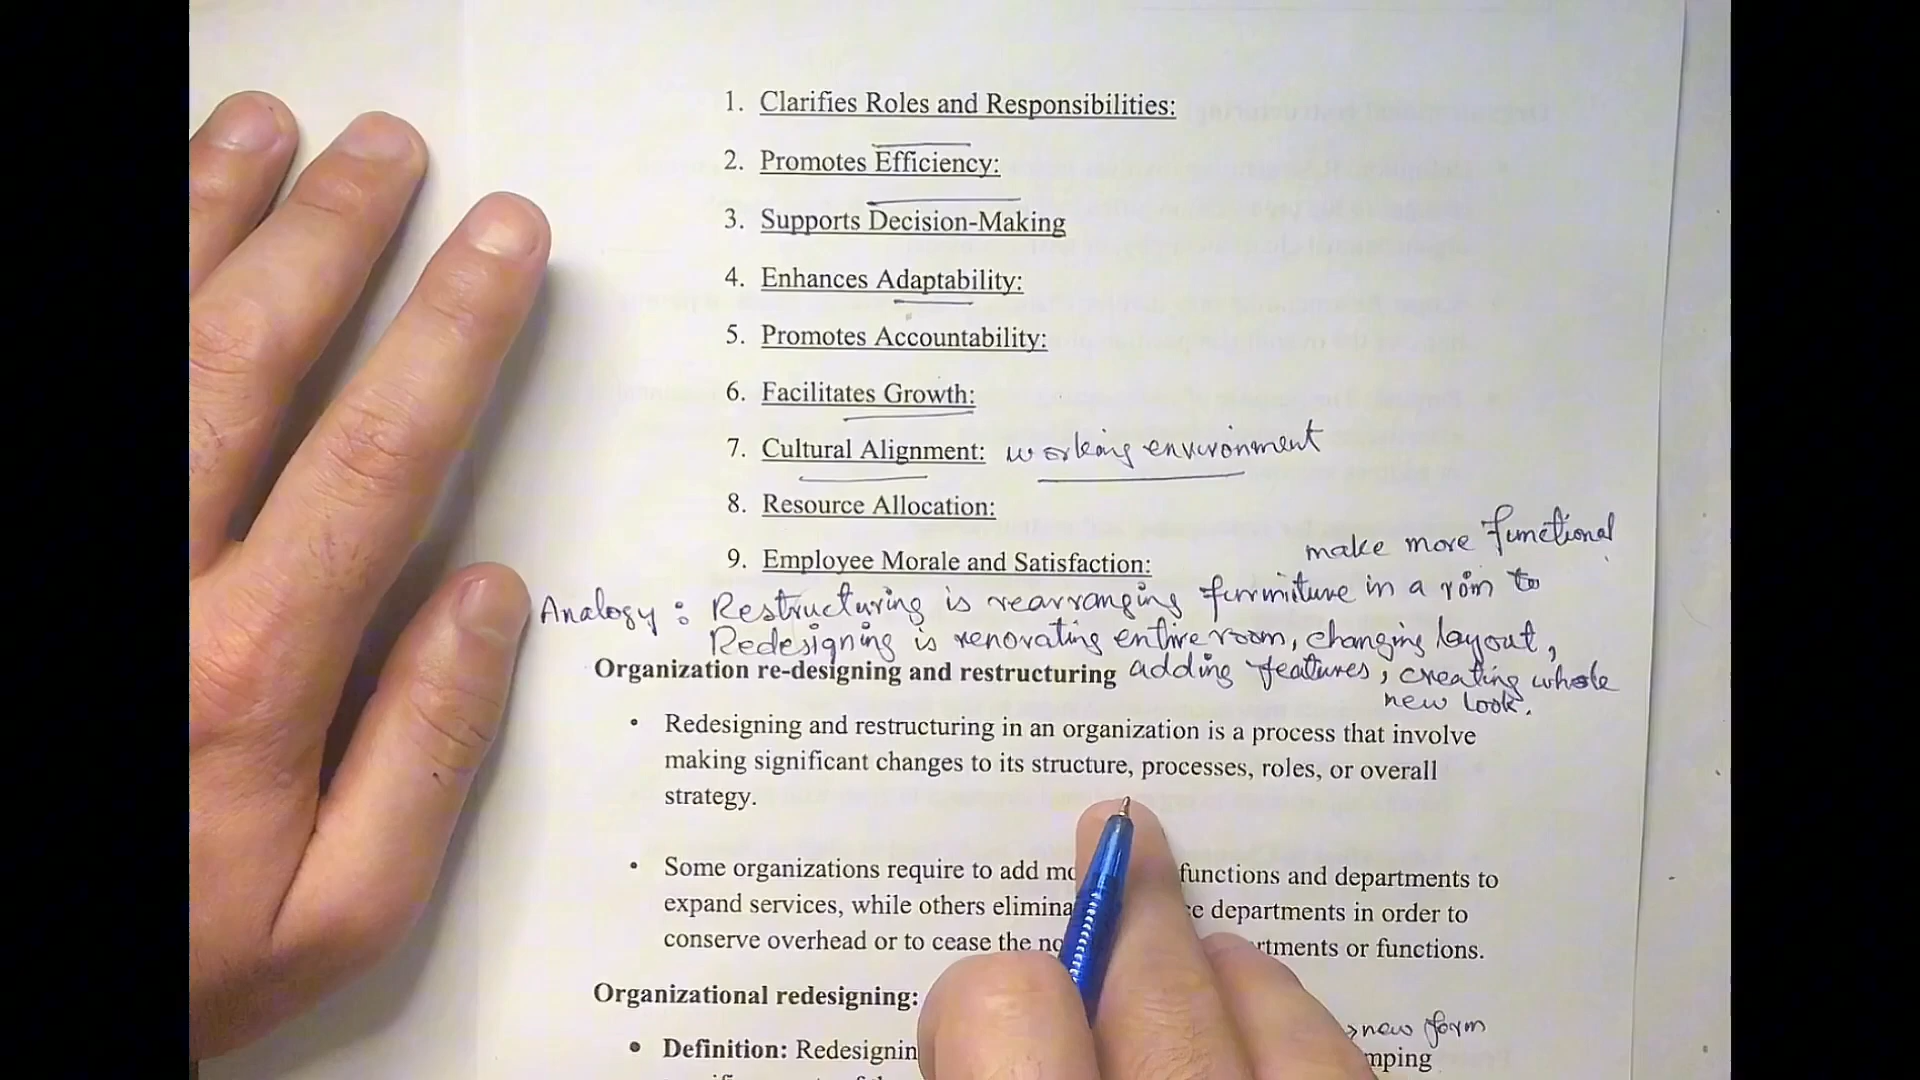 1. Clarifies Roles and Responsibilities:
2. Promotes Efficiency:
3. Supports Decision-Making
4. Enhances Adaptability:
5. Promotes Accountability:
6. Facilitates Growth:
7. Cultural Alignment: working environment
8. Resource Allocation:
9. Employee Morale and Satisfaction:
make more functional
Analogy: Restructuring is rearranging furniture in a room to
Redesigning is renovating entire room, changing layout,
Organization re-designing and restructuring adding features, creating whole
new look.
• Redesigning and restructuring in an organization is a process that involve
making significant changes to its structure, processes, roles, or overall
strategy.
• Some organizations require to add functions and departments to
expand services, while others departments in order to
conserve overhead or to cease the or functions.
Organizational redesigning:
new form
• Definition: